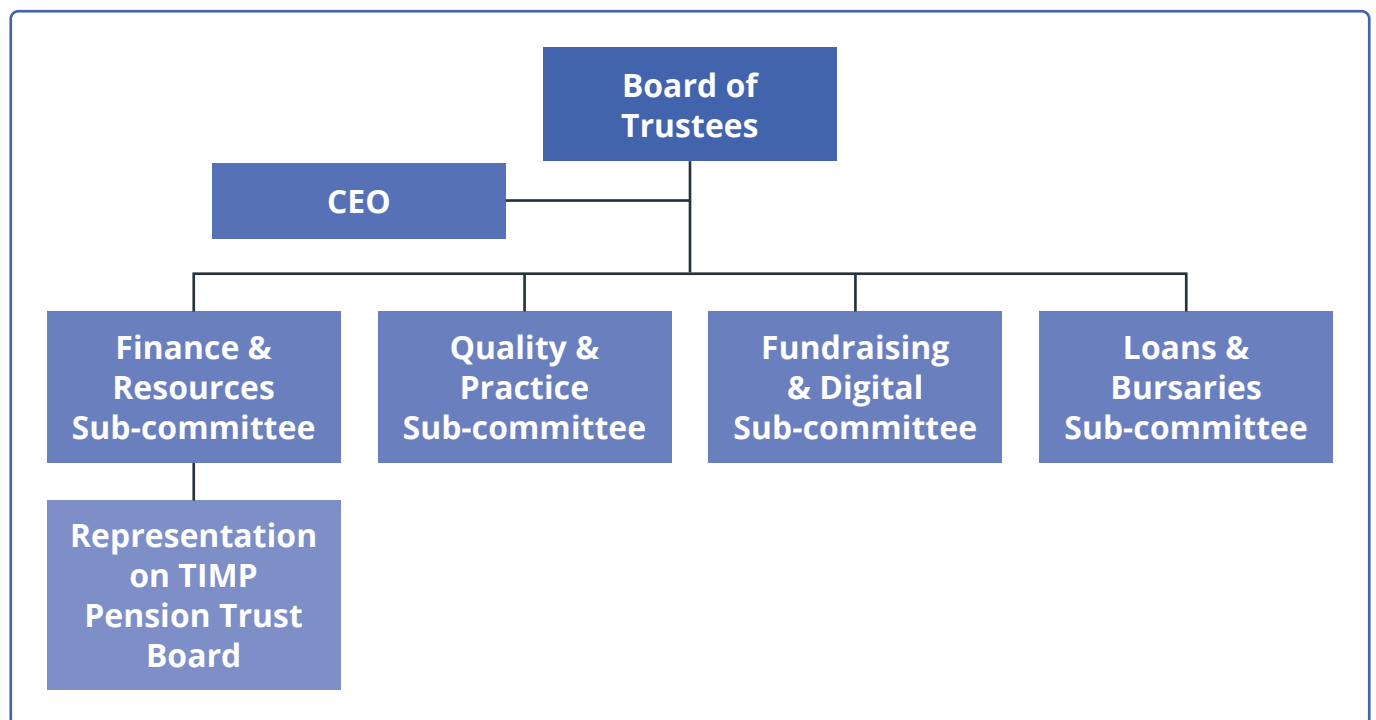 Board of
Trustees
CEO
Finance &
Resources
Sub-committee
Quality &
Practice
Sub-committee
Fundraising
& Digital
Sub-committee
Loans &
Bursaries
Sub-committee
Representation
on TIMP
Pension Trust
Board